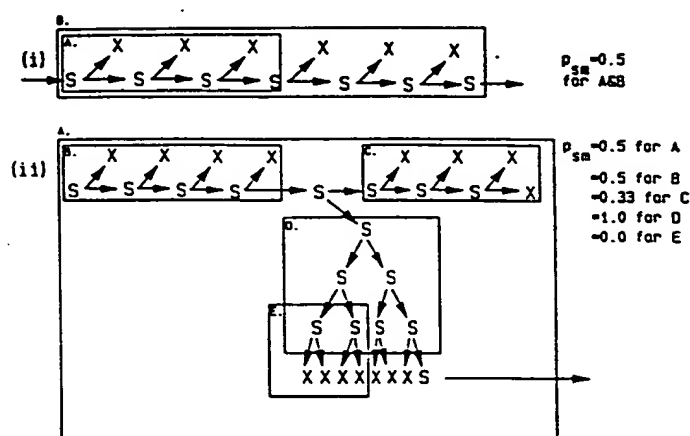 B.
A. X X X X X X
(i) S S S S S S S
p_sm=0.5
for A&B
A.
B. X X X X C. X X X
(ii) S S S S S S S S X
p_sm=0.5 for A
=0.5 for B
=0.33 for C
=1.0 for D
=0.0 for E
D. S
S S
E.
S S S S
X X X X X X X S